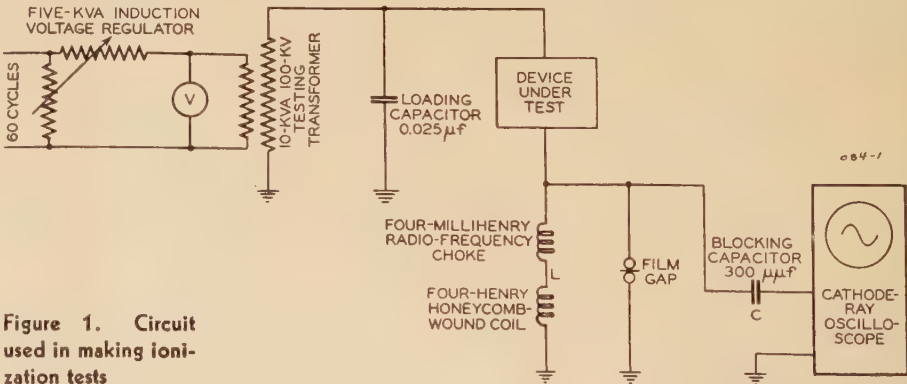 FIVE-KVA INDUCTION
VOLTAGE REGULATOR
60 CYCLES
V
10-KVA 100-KV
TESTING
TRANSFORMER
LOADING
CAPACITOR
0.025 μf
DEVICE
UNDER
TEST
084-1
FOUR-MILLIHENRY
RADIO-FREQUENCY
CHOKE
L
FOUR-HENRY
HONEYCOMB-
WOUND COIL
FILM
GAP
BLOCKING
CAPACITOR
300 μμf
C
CATHODE-
RAY
OSCILLO-
SCOPE
Figure 1. Circuit
used in making ioni-
zation tests